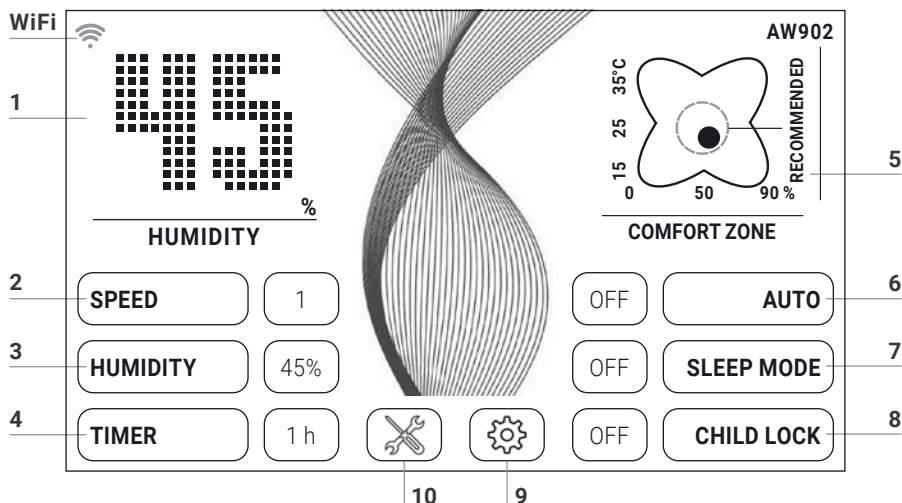 WiFi
AW902
1
45
%
HUMIDITY
35°C
25
15
0 50 90 %
RECOMMENDED
5
COMFORT ZONE
2
SPEED 1
OFF AUTO
6
3
HUMIDITY 45%
OFF SLEEP MODE
7
4
TIMER 1 h
OFF CHILD LOCK
8
10 9